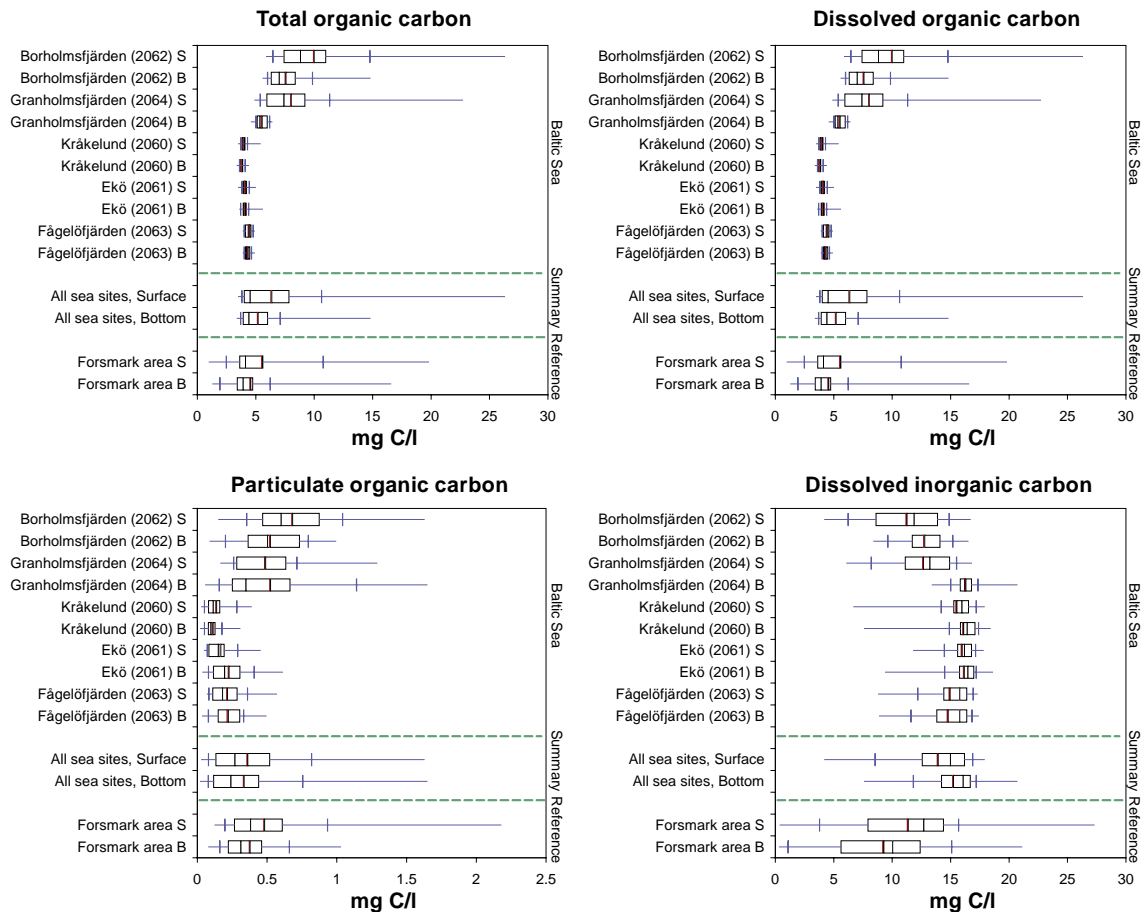 Total organic carbon
Borholmsfjärden (2062) S
Borholmsfjärden (2062) B
Granholmsfjärden (2064) S
Granholmsfjärden (2064) B
Kråkelund (2060) S
Kråkelund (2060) B
Ekö (2061) S
Ekö (2061) B
Fågelöfjärden (2063) S
Fågelöfjärden (2063) B
All sea sites, Surface
All sea sites, Bottom
Forsmark area S
Forsmark area B
Baltic Sea
Summary
Reference
0 5 10 15 20 25 30
mg C/l
Dissolved organic carbon
Borholmsfjärden (2062) S
Borholmsfjärden (2062) B
Granholmsfjärden (2064) S
Granholmsfjärden (2064) B
Kråkelund (2060) S
Kråkelund (2060) B
Ekö (2061) S
Ekö (2061) B
Fågelöfjärden (2063) S
Fågelöfjärden (2063) B
All sea sites, Surface
All sea sites, Bottom
Forsmark area S
Forsmark area B
Baltic Sea
Summary
Reference
0 5 10 15 20 25 30
mg C/l
Particulate organic carbon
Borholmsfjärden (2062) S
Borholmsfjärden (2062) B
Granholmsfjärden (2064) S
Granholmsfjärden (2064) B
Kråkelund (2060) S
Kråkelund (2060) B
Ekö (2061) S
Ekö (2061) B
Fågelöfjärden (2063) S
Fågelöfjärden (2063) B
All sea sites, Surface
All sea sites, Bottom
Forsmark area S
Forsmark area B
Baltic Sea
Summary
Reference
0 0.5 1 1.5 2 2.5
mg C/l
Dissolved inorganic carbon
Borholmsfjärden (2062) S
Borholmsfjärden (2062) B
Granholmsfjärden (2064) S
Granholmsfjärden (2064) B
Kråkelund (2060) S
Kråkelund (2060) B
Ekö (2061) S
Ekö (2061) B
Fågelöfjärden (2063) S
Fågelöfjärden (2063) B
All sea sites, Surface
All sea sites, Bottom
Forsmark area S
Forsmark area B
Baltic Sea
Summary
Reference
0 5 10 15 20 25 30
mg C/l